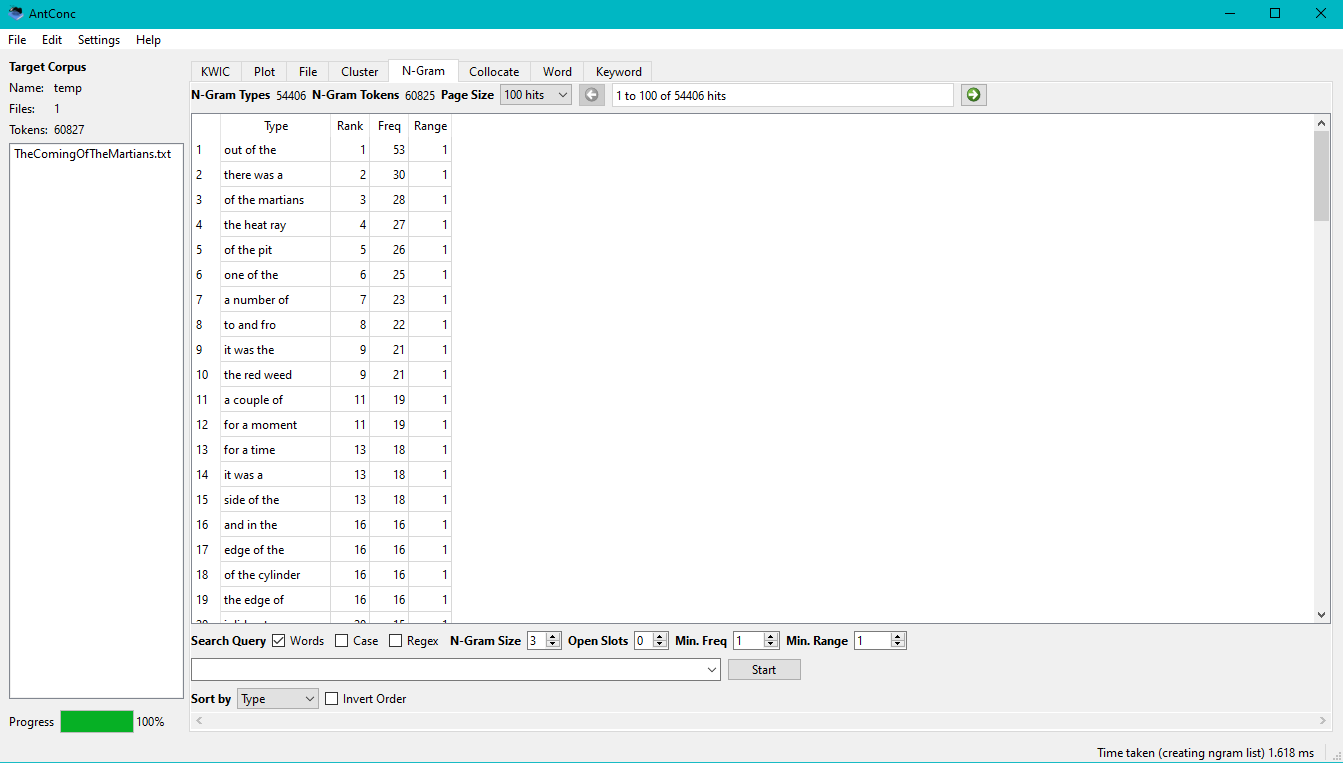 AntConc
File Edit Settings Help
Target Corpus
Name: temp
Files: 1
Tokens: 60827
TheComingOfTheMartians.txt
Progress 100%
KWIC Plot File Cluster N-Gram Collocate Word Keyword
N-Gram Types 54406 N-Gram Tokens 60825 Page Size 100 hits 1 to 100 of 54406 hits
Type Rank Freq Range
1 out of the 1 53 1
2 there was a 2 30 1
3 of the martians 3 28 1
4 the heat ray 4 27 1
5 of the pit 5 26 1
6 one of the 6 25 1
7 a number of 7 23 1
8 to and fro 8 22 1
9 it was the 9 21 1
10 the red weed 9 21 1
11 a couple of 11 19 1
12 for a moment 11 19 1
13 for a time 13 18 1
14 it was a 13 18 1
15 side of the 13 18 1
16 and in the 16 16 1
17 edge of the 16 16 1
18 of the cylinder 16 16 1
19 the edge of 16 16 1
Search Query Words Case Regex N-Gram Size 3 Open Slots 0 Min. Freq 1 Min. Range 1
Start
Sort by Type Invert Order
Time taken (creating ngram list) 1.618 ms